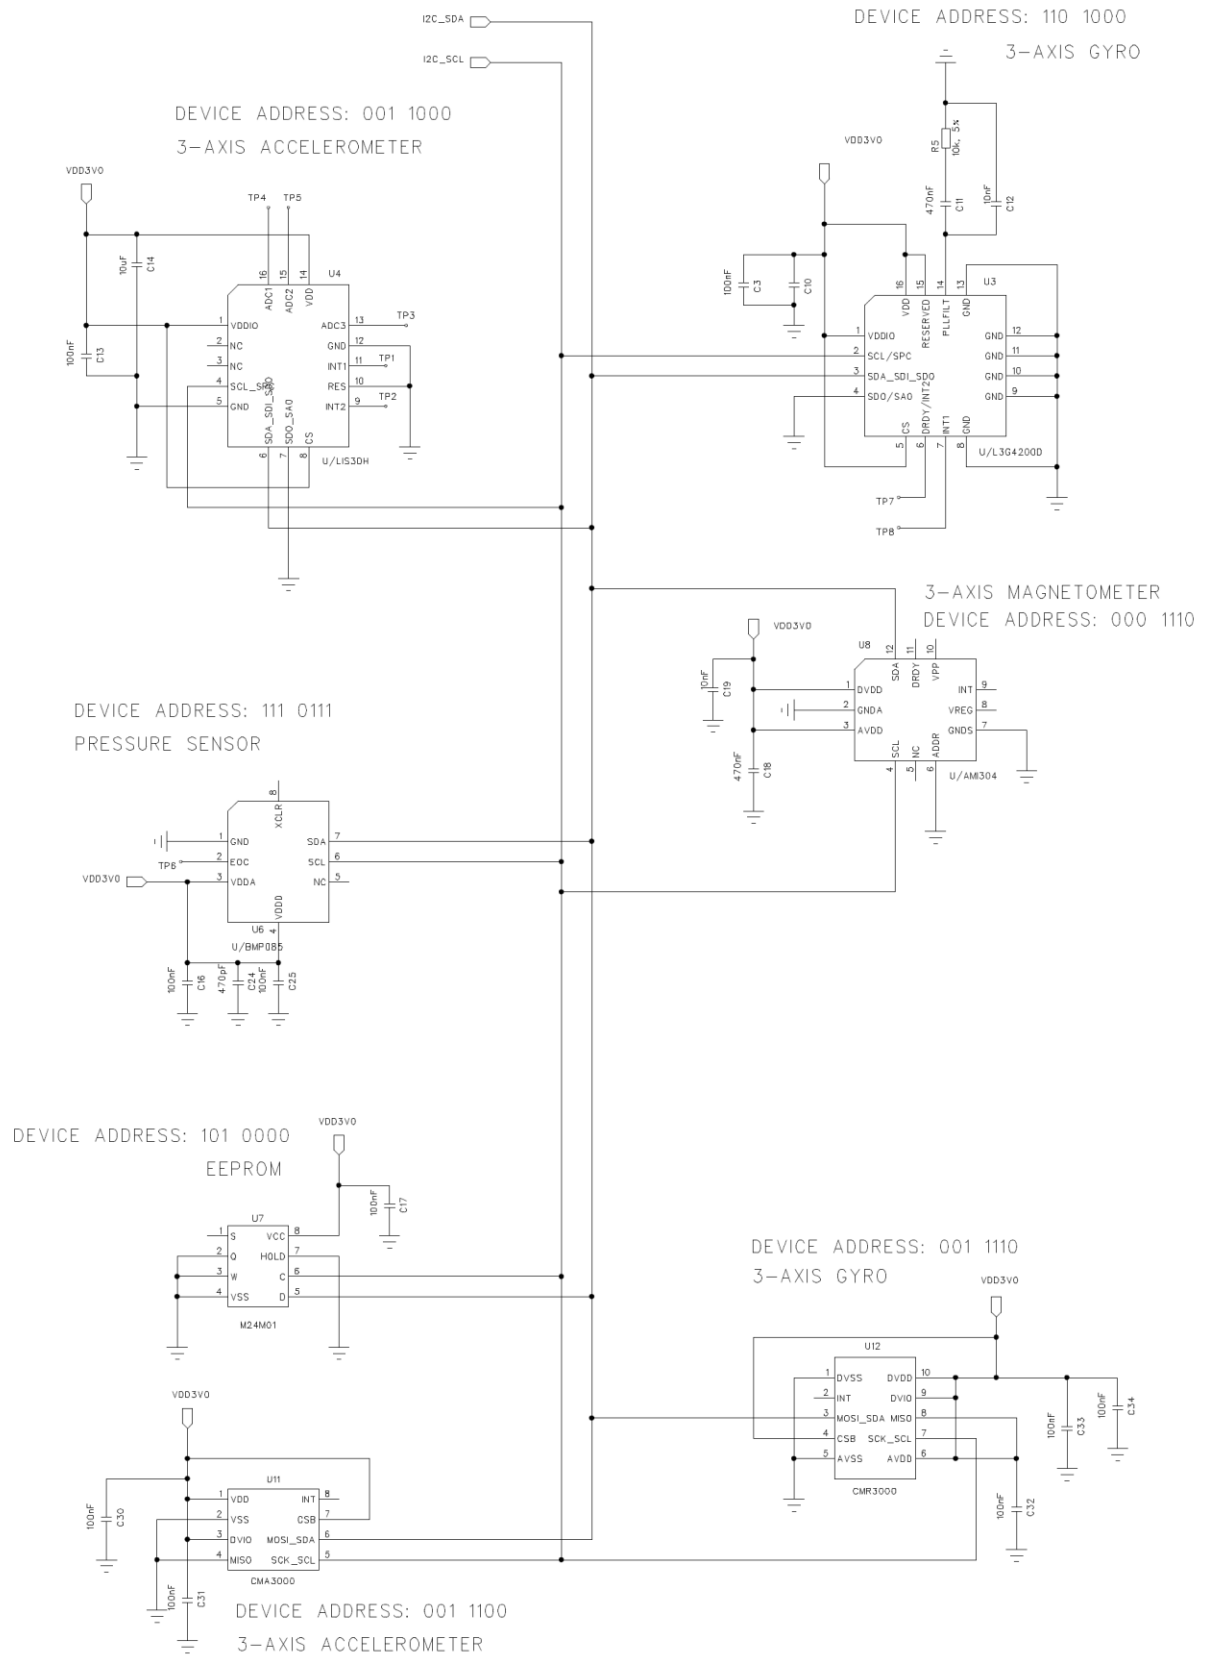 DEVICE ADDRESS: 110 1000
3-AXIS GYRO
I2C_SDA
I2C_SCL
DEVICE ADDRESS: 001 1000
3-AXIS ACCELEROMETER
VDD3V0
TP4 TP5
10uF C14
100nF C13
U4
16 15 14
ADC1 ADC2 VDD
1 VDDIO ADC3 13 TP3
2 NC GND 12
3 NC INT1 11 TP1
4 SCL_SPC RES 10
5 GND INT2 9 TP2
SDA_SDI_SDO SDO_SA0 CS
6 7 8
U/LIS3DH
VDD3V0
R5 10k, 5%
470nF C11
10nF C12
100nF C3
C10
U3
16 15 14 13
VDD RESERVED PLLFILT GND
1 VDDIO GND 12
2 SCL/SPC GND 11
3 SDA_SDI_SDO GND 10
4 SDO/SA0 GND 9
CS DRDY/INT2 INT1 GND
5 6 7 8
U/L3G4200D
TP7
TP8
3-AXIS MAGNETOMETER
DEVICE ADDRESS: 000 1110
VDD3V0
10nF C19
470nF C18
U8
12 11 10
SDA DRDY VPP
1 DVDD INT 9
2 GNDA VREG 8
3 AVDD GNDS 7
SCL NC ADDR
4 5 6
U/AMI304
DEVICE ADDRESS: 111 0111
PRESSURE SENSOR
8
XCLR
1 GND SDA 7
TP6 2 EOC SCL 6
VDD3V0 3 VDDA NC 5
VDDD
U6 4
U/BMP085
100nF C16
470pF C24
100nF C25
DEVICE ADDRESS: 101 0000
EEPROM
VDD3V0
100nF C17
U7
1 S VCC 8
2 Q HOLD 7
3 W C 6
4 VSS D 5
M24M01
DEVICE ADDRESS: 001 1110
3-AXIS GYRO
VDD3V0
U12
1 DVSS DVDD 10
2 INT DVIO 9
3 MOSI_SDA MISO 8
4 CSB SCK_SCL 7
5 AVSS AVDD 6
CMR3000
100nF C33
100nF C34
100nF C32
VDD3V0
100nF C30
U11
1 VDD INT 8
2 VSS CSB 7
3 DVIO MOSI_SDA 6
4 MISO SCK_SCL 5
CMA3000
100nF C31
DEVICE ADDRESS: 001 1100
3-AXIS ACCELEROMETER